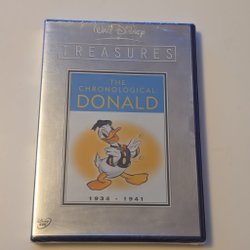 Walt Disney
TREASURES
THE
CHRONOLOGICAL
DONALD
1934 - 1941